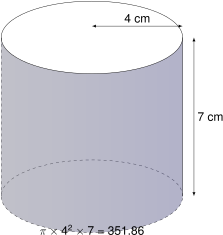 4 cm
7 cm
π × 4² × 7 = 351.86